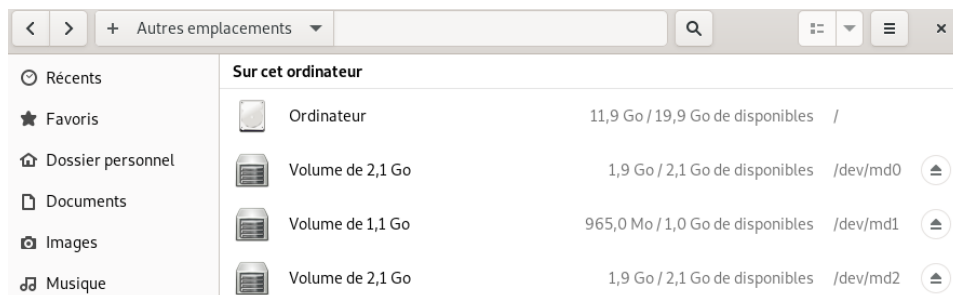 Autres emplacements
Sur cet ordinateur
Récents
Favoris
Dossier personnel
Documents
Images
Musique
Ordinateur 11,9 Go / 19,9 Go de disponibles /
Volume de 2,1 Go 1,9 Go / 2,1 Go de disponibles /dev/md0
Volume de 1,1 Go 965,0 Mo / 1,0 Go de disponibles /dev/md1
Volume de 2,1 Go 1,9 Go / 2,1 Go de disponibles /dev/md2